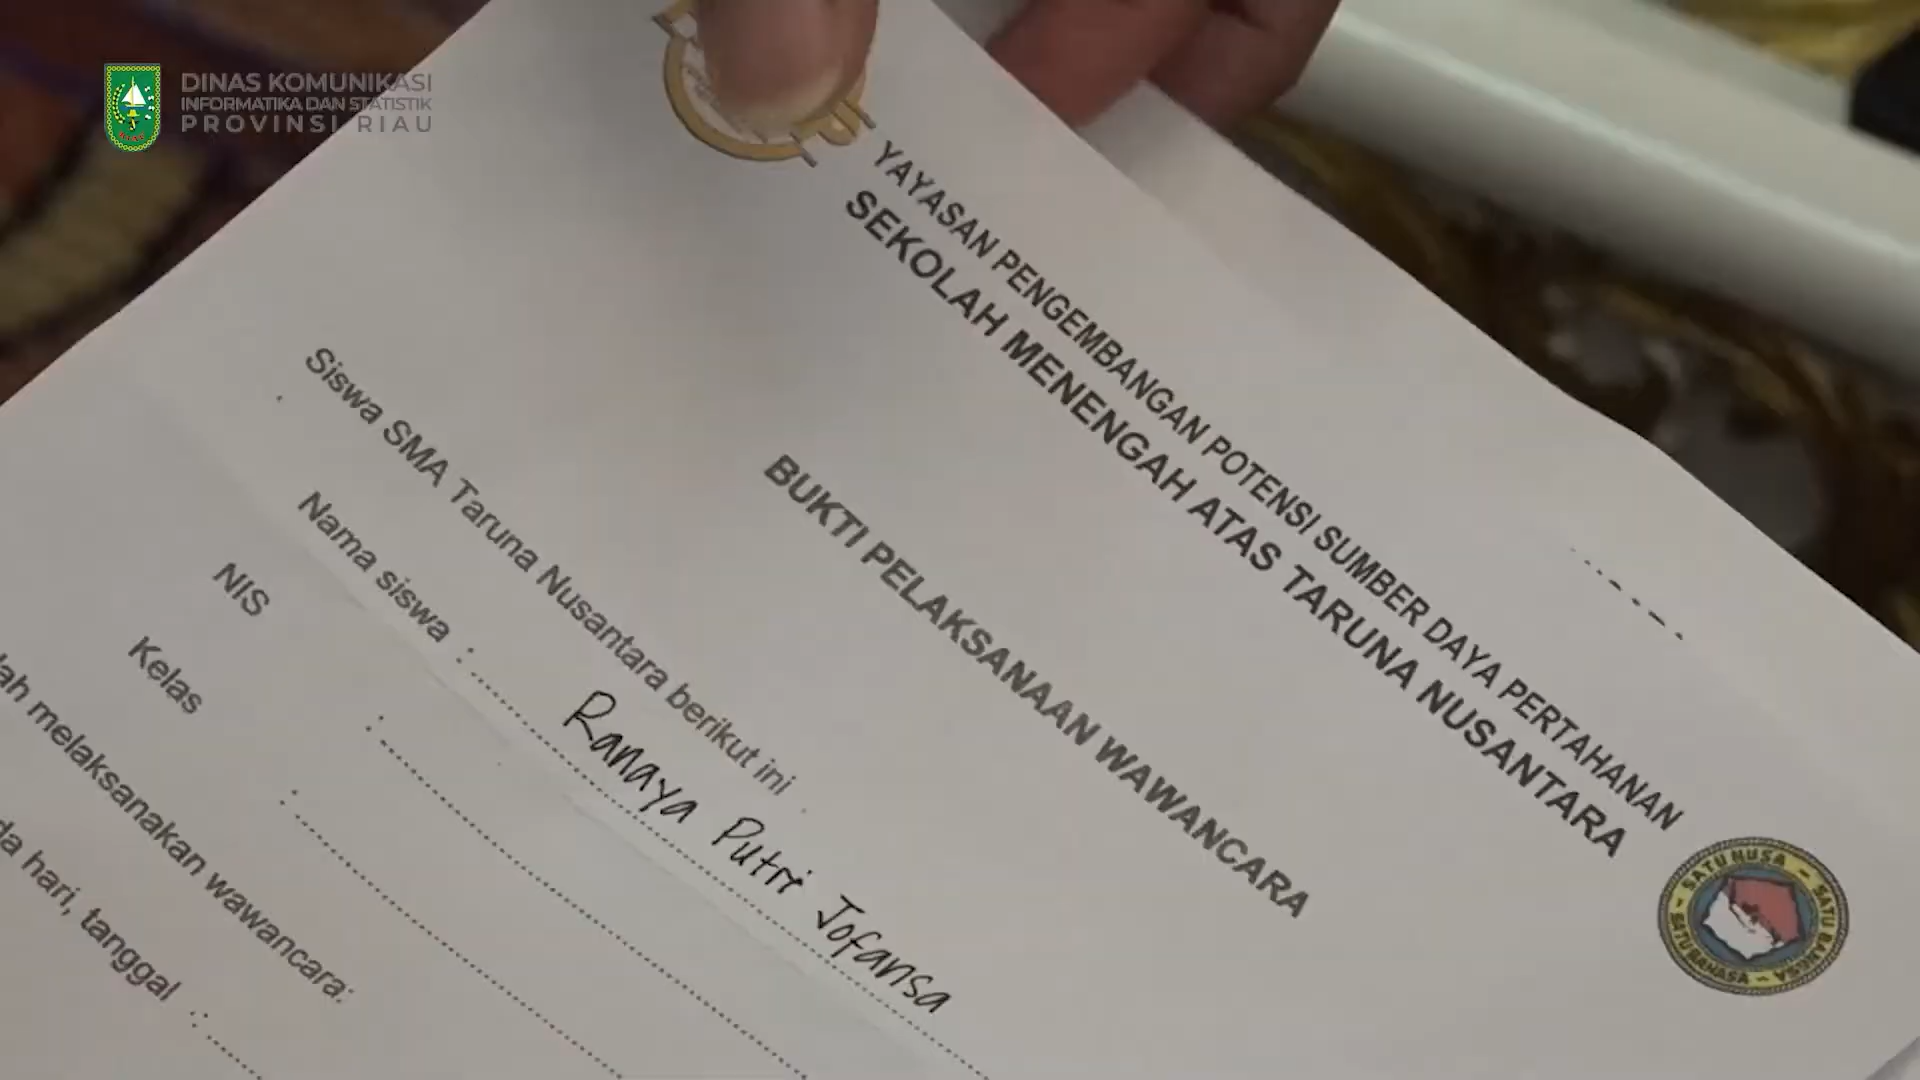 DINAS KOMUNIKASI
INFORMATIKA DAN STATISTIK
PROVINSI RIAU
YAYASAN PENGEMBANGAN POTENSI SUMBER DAYA PERTAHANAN
SEKOLAH MENENGAH ATAS TARUNA NUSANTARA
SATU NUSA - SATU BANGSA - SATU BAHASA
BUKTI PELAKSANAAN WAWANCARA
Siswa SMA Taruna Nusantara berikut ini
Nama siswa : Ranaya Putri Jofansa
NIS :
Kelas :
melaksanakan wawancara:
hari, tanggal :